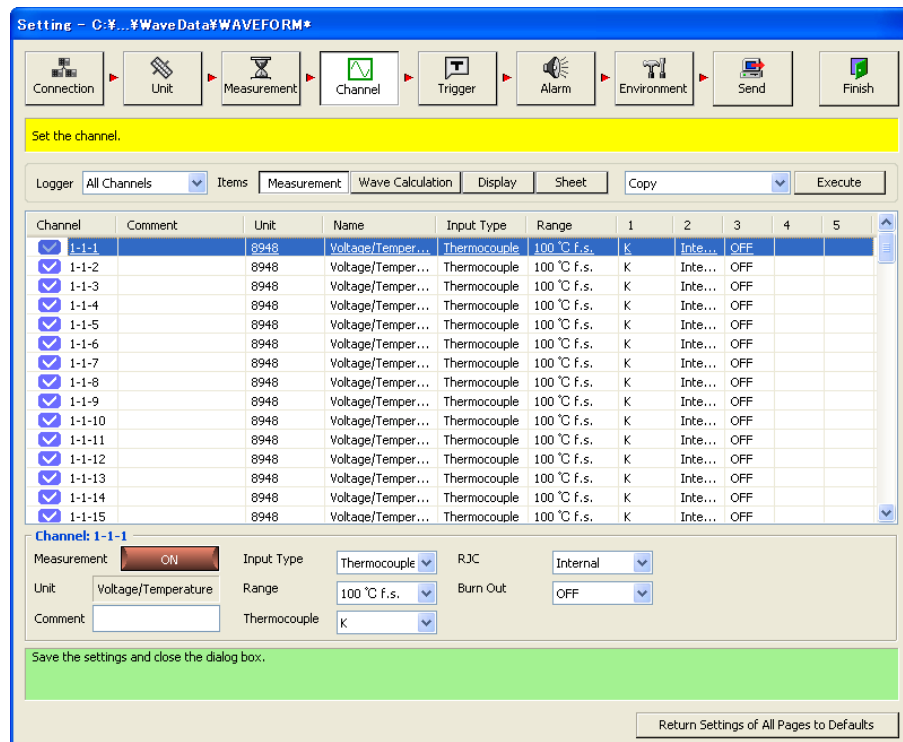 Setting - C:¥...¥WaveData¥WAVEFORM*
Connection Unit Measurement Channel Trigger Alarm Environment Send Finish
Set the channel.
Logger All Channels Items Measurement Wave Calculation Display Sheet Copy Execute
Channel Comment Unit Name Input Type Range 1 2 3 4 5
1-1-1 8948 Voltage/Temper... Thermocouple 100 ℃ f.s. K Inte... OFF
1-1-2 8948 Voltage/Temper... Thermocouple 100 ℃ f.s. K Inte... OFF
1-1-3 8948 Voltage/Temper... Thermocouple 100 ℃ f.s. K Inte... OFF
1-1-4 8948 Voltage/Temper... Thermocouple 100 ℃ f.s. K Inte... OFF
1-1-5 8948 Voltage/Temper... Thermocouple 100 ℃ f.s. K Inte... OFF
1-1-6 8948 Voltage/Temper... Thermocouple 100 ℃ f.s. K Inte... OFF
1-1-7 8948 Voltage/Temper... Thermocouple 100 ℃ f.s. K Inte... OFF
1-1-8 8948 Voltage/Temper... Thermocouple 100 ℃ f.s. K Inte... OFF
1-1-9 8948 Voltage/Temper... Thermocouple 100 ℃ f.s. K Inte... OFF
1-1-10 8948 Voltage/Temper... Thermocouple 100 ℃ f.s. K Inte... OFF
1-1-11 8948 Voltage/Temper... Thermocouple 100 ℃ f.s. K Inte... OFF
1-1-12 8948 Voltage/Temper... Thermocouple 100 ℃ f.s. K Inte... OFF
1-1-13 8948 Voltage/Temper... Thermocouple 100 ℃ f.s. K Inte... OFF
1-1-14 8948 Voltage/Temper... Thermocouple 100 ℃ f.s. K Inte... OFF
1-1-15 8948 Voltage/Temper... Thermocouple 100 ℃ f.s. K Inte... OFF
Channel: 1-1-1
Measurement ON Input Type Thermocouple RJC Internal
Unit Voltage/Temperature Range 100 ℃ f.s. Burn Out OFF
Comment Thermocouple K
Save the settings and close the dialog box.
Return Settings of All Pages to Defaults